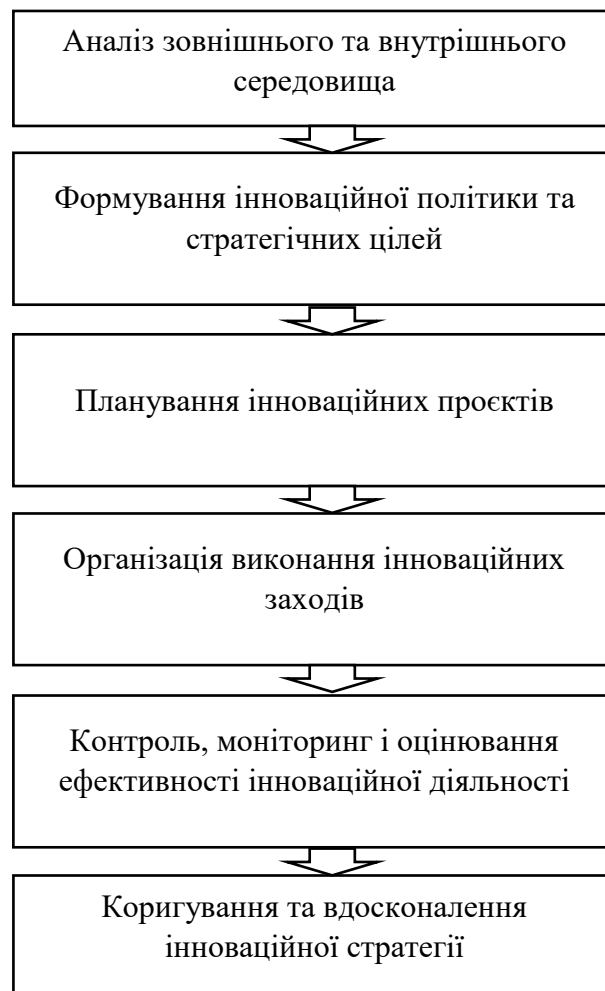 Аналіз зовнішнього та внутрішнього
середовища
Формування інноваційної політики та
стратегічних цілей
Планування інноваційних проєктів
Організація виконання інноваційних
заходів
Контроль, моніторинг і оцінювання
ефективності інноваційної діяльності
Коригування та вдосконалення
інноваційної стратегії